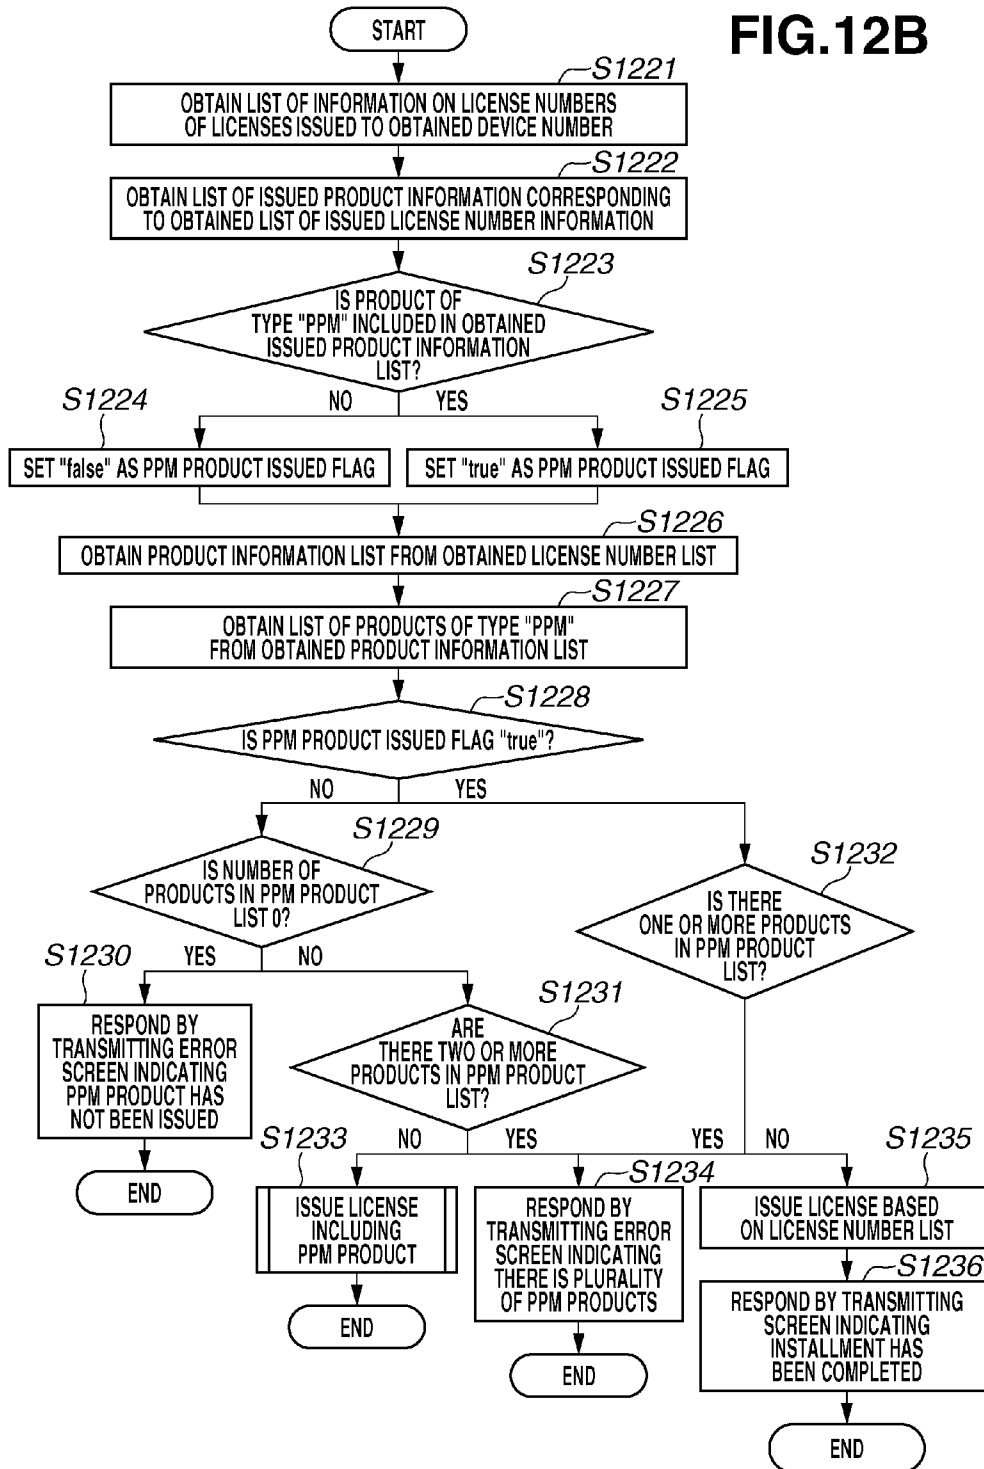 START
FIG.12B
S1221
OBTAIN LIST OF INFORMATION ON LICENSE NUMBERS
OF LICENSES ISSUED TO OBTAINED DEVICE NUMBER
S1222
OBTAIN LIST OF ISSUED PRODUCT INFORMATION CORRESPONDING
TO OBTAINED LIST OF ISSUED LICENSE NUMBER INFORMATION
S1223
IS PRODUCT OF
TYPE "PPM" INCLUDED IN OBTAINED
ISSUED PRODUCT INFORMATION
LIST?
NO
YES
S1224
SET "false" AS PPM PRODUCT ISSUED FLAG
S1225
SET "true" AS PPM PRODUCT ISSUED FLAG
S1226
OBTAIN PRODUCT INFORMATION LIST FROM OBTAINED LICENSE NUMBER LIST
S1227
OBTAIN LIST OF PRODUCTS OF TYPE "PPM"
FROM OBTAINED PRODUCT INFORMATION LIST
S1228
IS PPM PRODUCT ISSUED FLAG "true"?
NO
YES
S1229
IS NUMBER OF
PRODUCTS IN PPM PRODUCT
LIST 0?
S1232
IS THERE
ONE OR MORE PRODUCTS
IN PPM PRODUCT
LIST?
YES
NO
S1230
RESPOND BY
TRANSMITTING ERROR
SCREEN INDICATING
PPM PRODUCT HAS
NOT BEEN ISSUED
END
S1231
ARE
THERE TWO OR MORE
PRODUCTS IN PPM PRODUCT
LIST?
NO
YES
YES
NO
S1233
ISSUE LICENSE
INCLUDING
PPM PRODUCT
END
S1234
RESPOND BY
TRANSMITTING ERROR
SCREEN INDICATING
THERE IS PLURALITY
OF PPM PRODUCTS
END
S1235
ISSUE LICENSE BASED
ON LICENSE NUMBER LIST
S1236
RESPOND BY TRANSMITTING
SCREEN INDICATING
INSTALLMENT HAS
BEEN COMPLETED
END